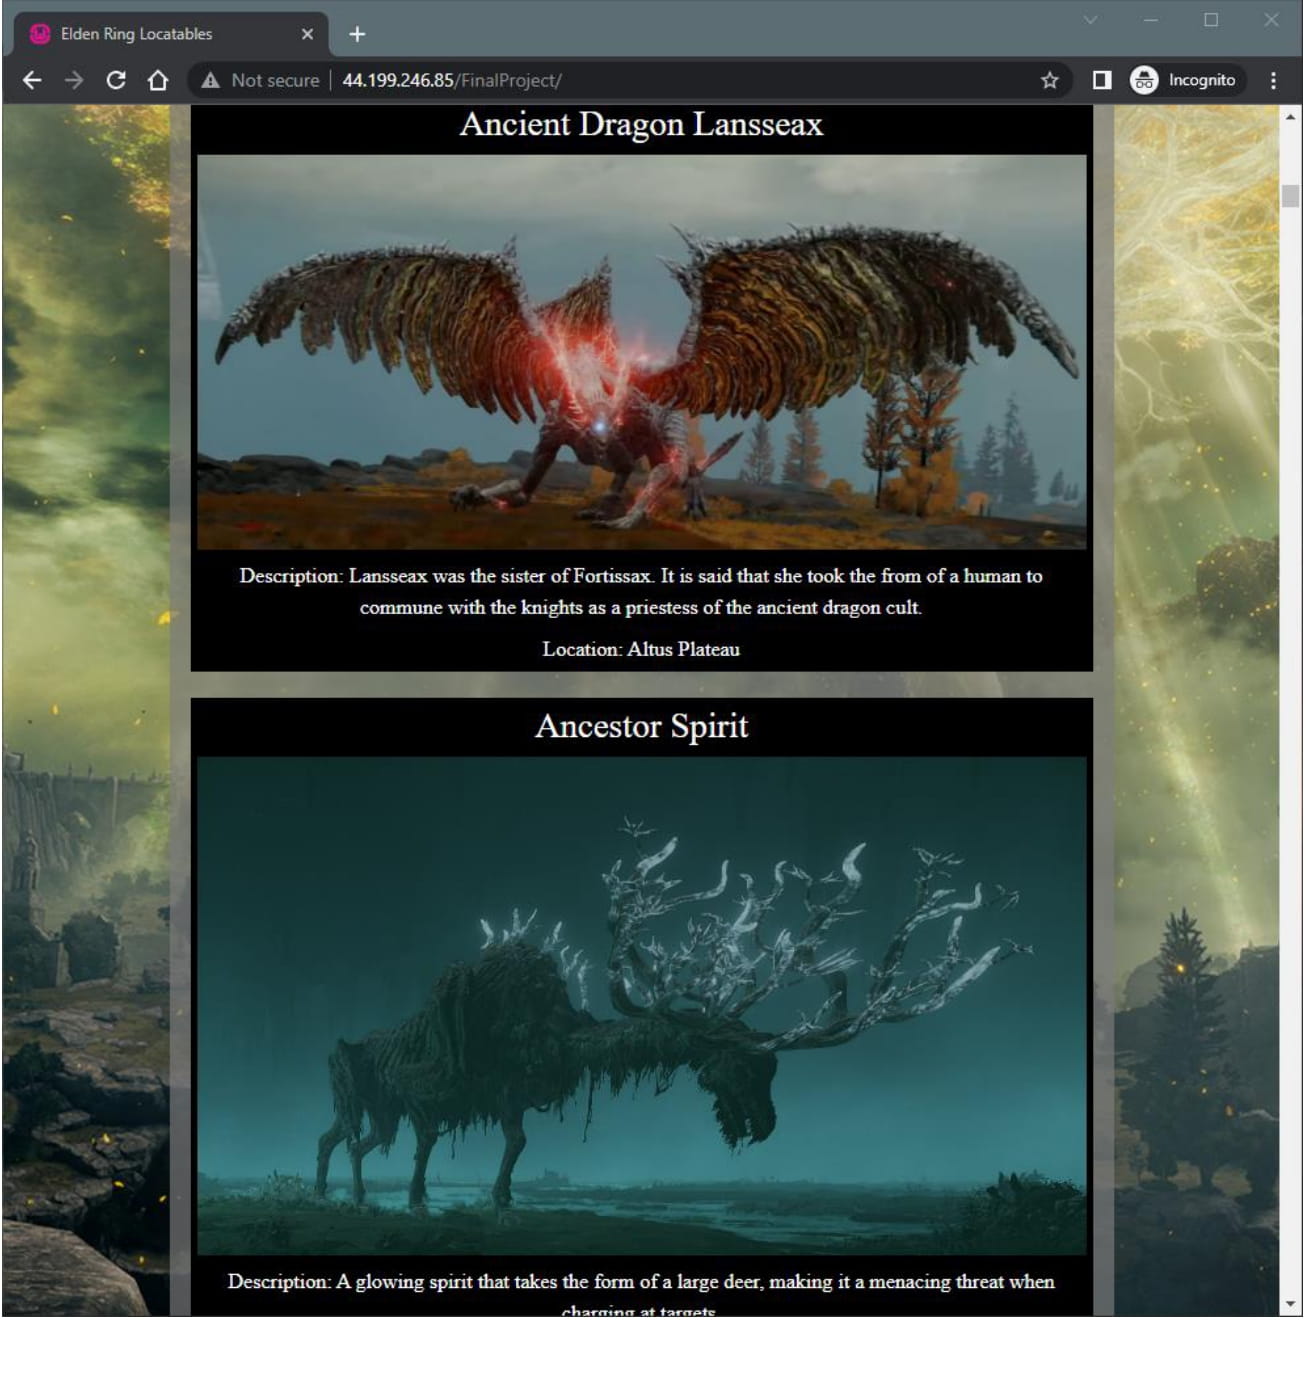 Elden Ring Locatables
Not secure 44.199.246.85/FinalProject/
Incognito
Ancient Dragon Lansseax
Description: Lansseax was the sister of Fortissax. It is said that she took the from of a human to
commune with the knights as a priestess of the ancient dragon cult.
Location: Altus Plateau
Ancestor Spirit
Description: A glowing spirit that takes the form of a large deer, making it a menacing threat when
charging at targets